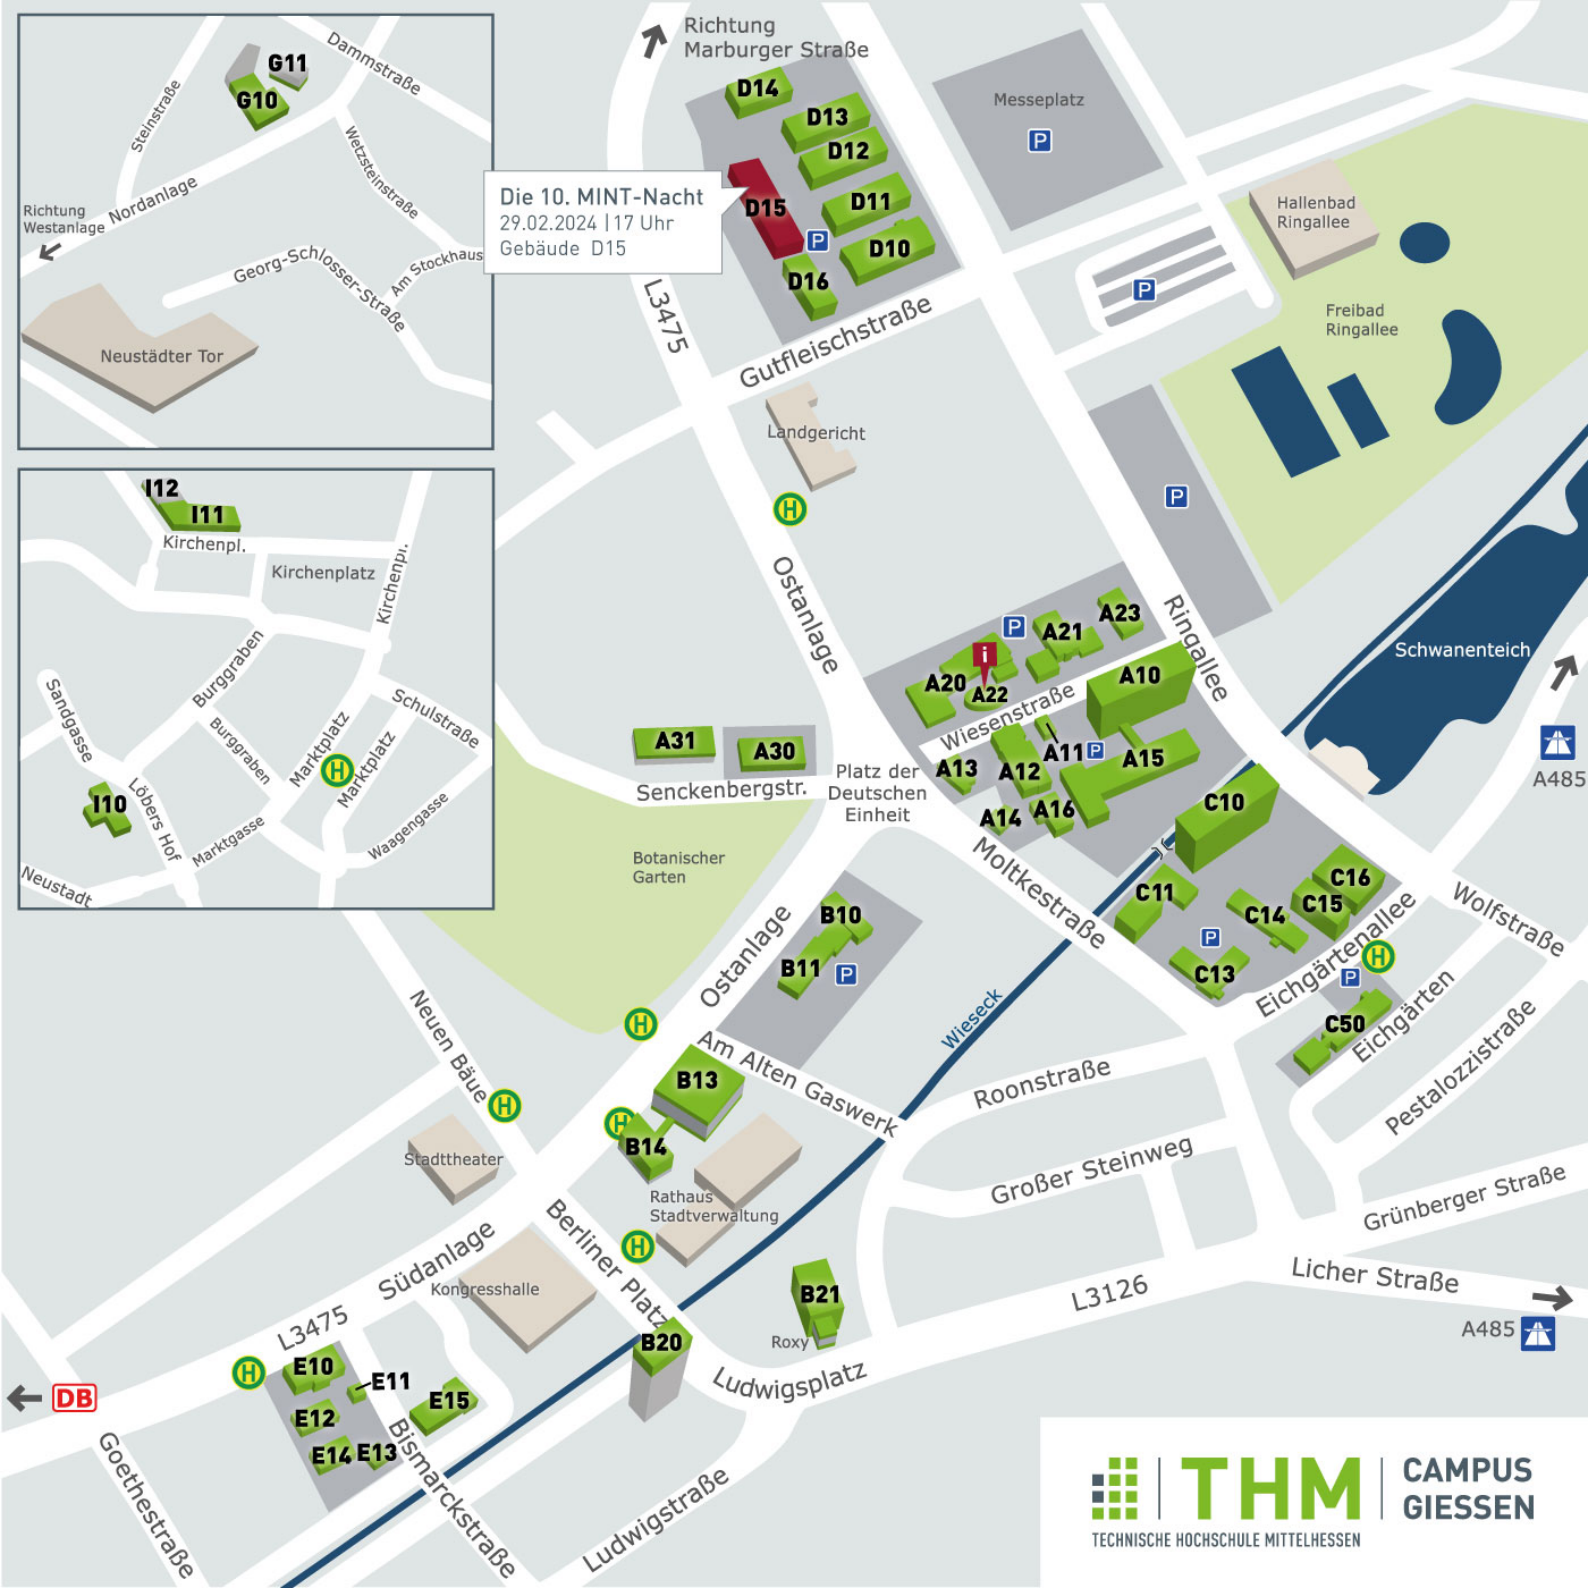 G11
G10
Dammstraße
Steinstraße
Wetzsteinstraße
Nordanlage
Richtung
Westanlage
Georg-Schlosser-Straße
Am Stockhaus
Neustädter Tor
I12
I11
Kirchenpl.
Kirchenplatz
Kirchenpl.
Burggraben
Sandgasse
Burggraben
Marktplatz
Marktplatz
Schulstraße
H
I10
Löbers Hof
Marktgasse
Waagengasse
Neustadt
Richtung
Marburger Straße
D14
D13
D12
D15
D11
D10
D16
P
Die 10. MINT-Nacht
29.02.2024 | 17 Uhr
Gebäude D15
L3475
Gutfleischstraße
Messeplatz
P
P
Hallenbad
Ringallee
Freibad
Ringallee
Landgericht
H
P
Ostanlage
Ringallee
Schwanenteich
A485
P
A23
A21
i
A20
A22
A10
Wiesenstraße
A11
P
A15
A13
A12
A14
A16
A31
A30
Senckenbergstr.
Platz der
Deutschen
Einheit
Botanischer
Garten
Moltkestraße
C10
C11
C16
C15
C14
P
C13
Wolfstraße
Eichgärtenallee
H
P
C50
Eichgärten
Pestalozzistraße
B10
B11
P
Ostanlage
Wieseck
H
Neuen Bäue
H
Am Alten Gaswerk
B13
H
B14
Stadttheater
Rathaus
Stadtverwaltung
H
Roonstraße
Großer Steinweg
Grünberger Straße
Licher Straße
A485
L3126
Berliner Platz
Südanlage
Kongresshalle
L3475
B21
Roxy
B20
Ludwigsplatz
H
E10
E11
E12
E15
E14
E13
DB
Goethestraße
Bismarckstraße
Ludwigstraße
THM
CAMPUS
GIESSEN
TECHNISCHE HOCHSCHULE MITTELHESSEN